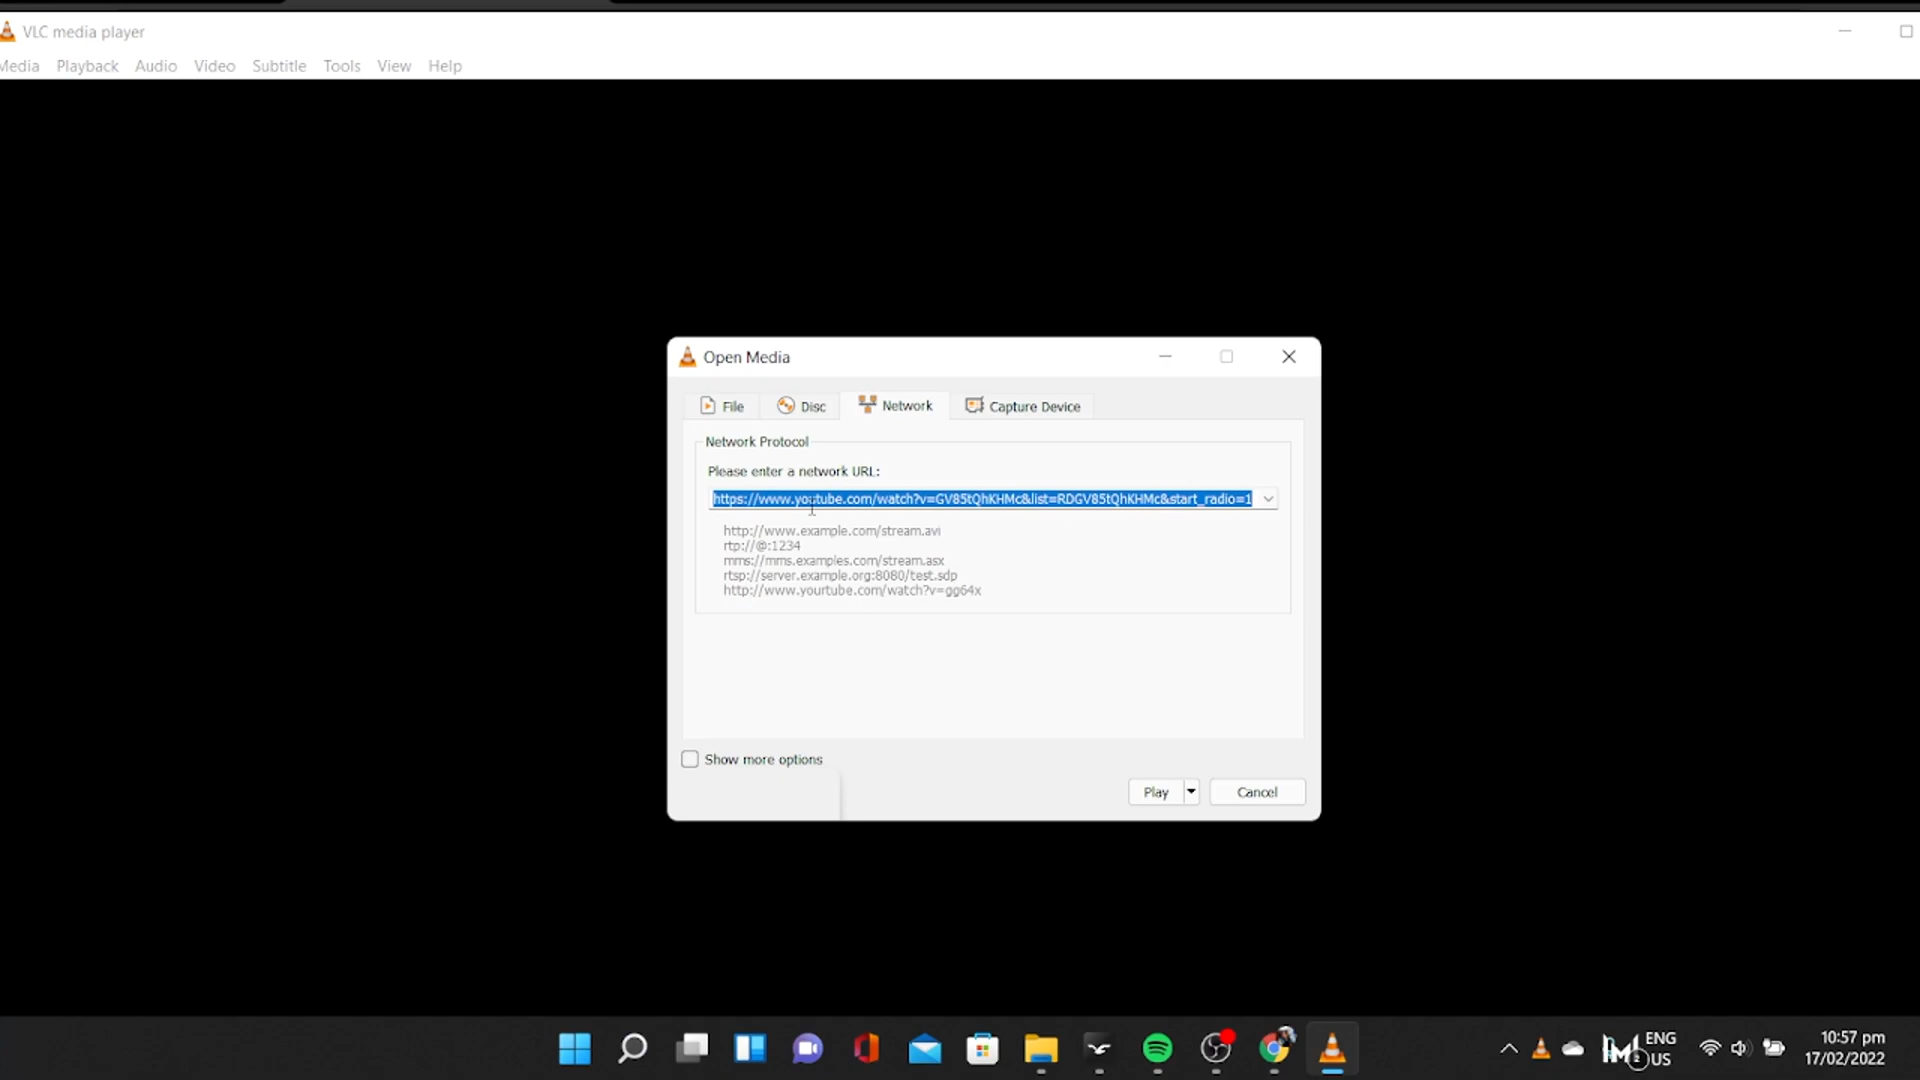 VLC media player
Media Playback Audio Video Subtitle Tools View Help
Open Media
File Disc Network Capture Device
Network Protocol
Please enter a network URL:
https://www.youtube.com/watch?v=GV85tQhKHMc&list=RDGV85tQhKHMc&start_radio=1
http://www.example.com/stream.avi
rtp://@:1234
mms://mms.examples.com/stream.asx
rtsp://server.example.org:8080/test.sdp
http://www.yourtube.com/watch?v=gg64x
Show more options
Play Cancel
ENG 10:57 pm
US 17/02/2022